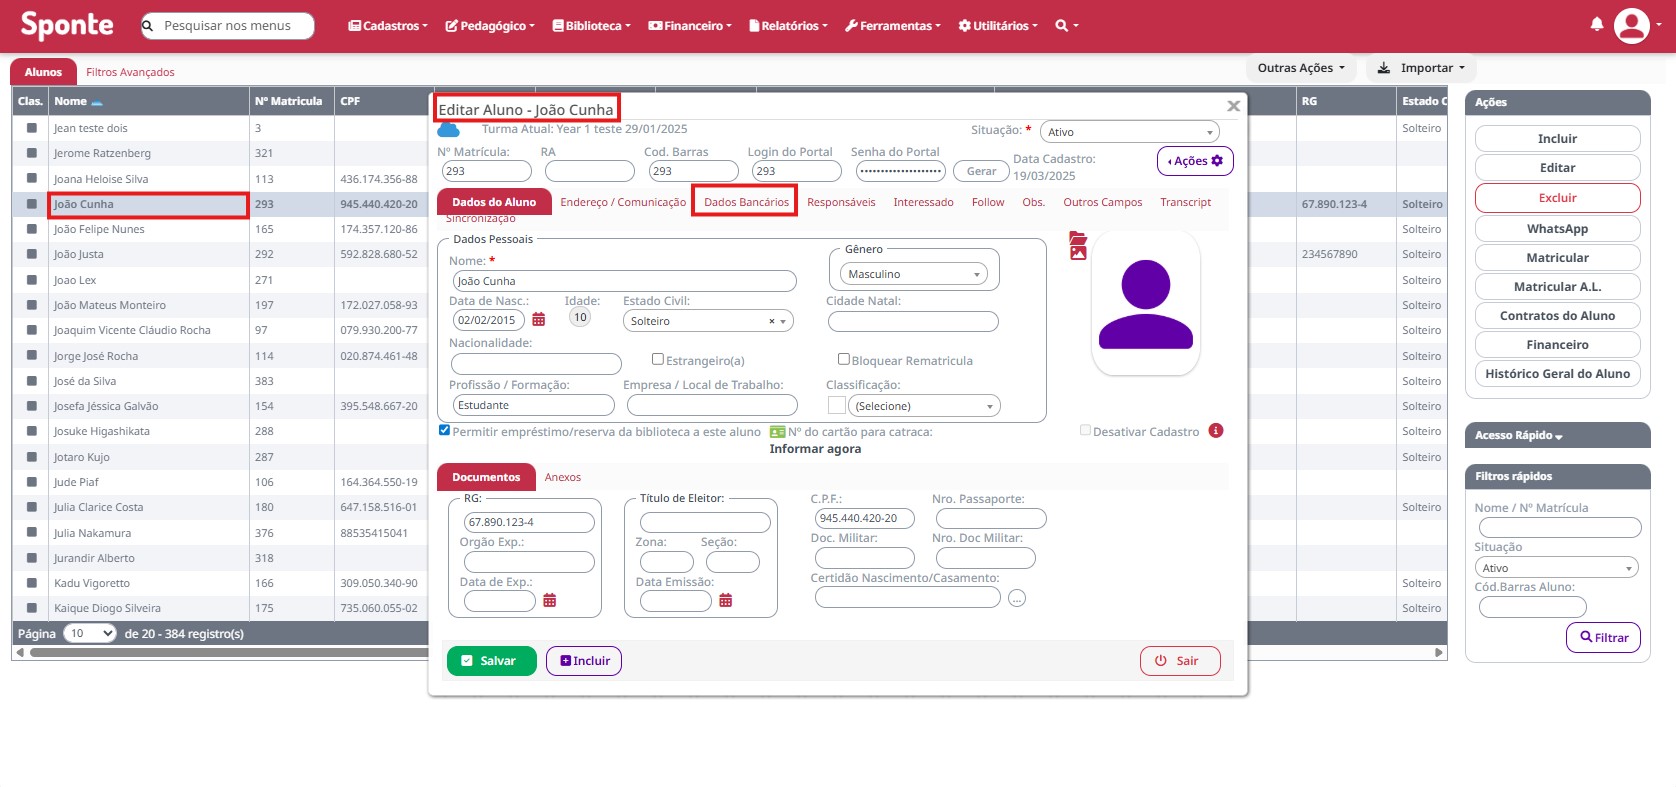 Sponte
Pesquisar nos menus
Cadastros
Pedagógico
Biblioteca
Financeiro
Relatórios
Ferramentas
Utilitários
Alunos
Filtros Avançados
Outras Ações
Importar
Clas. Nome Nº Matricula CPF RG Estado C
Jean teste dois 3 Solteiro
Jerome Ratzenberg 321
Joana Heloise Silva 113 436.174.356-88 Solteiro
João Cunha 293 945.440.420-20 67.890.123-4 Solteiro
João Felipe Nunes 165 174.357.120-86 Solteiro
João Justa 292 592.828.680-52 234567890 Solteiro
Joao Lex 271 Solteiro
João Mateus Monteiro 197 172.027.058-93 Solteiro
Joaquim Vicente Cláudio Rocha 97 079.930.200-77 Solteiro
Jorge José Rocha 114 020.874.461-48 Solteiro
José da Silva 383 Solteiro
Josefa Jéssica Galvão 154 395.548.667-20 Solteiro
Josuke Higashikata 288 Solteiro
Jotaro Kujo 287 Solteiro
Jude Piaf 106 164.364.550-19
Julia Clarice Costa 180 647.158.516-01 Solteiro
Julia Nakamura 376 88535415041
Jurandir Alberto 318
Kadu Vigoretto 166 309.050.340-90 Solteiro
Kaique Diogo Silveira 175 735.060.055-02 Solteiro
Página 10 de 20 - 384 registro(s)
Editar Aluno - João Cunha
Turma Atual: Year 1 teste 29/01/2025
Situação: * Ativo
Nº Matrícula: RA Cod. Barras Login do Portal Senha do Portal
293 293 293 •••••••••••••••••••• Gerar
Data Cadastro:
19/03/2025
Ações
Dados do Aluno Endereço / Comunicação Dados Bancários Responsáveis Interessado Follow Obs. Outros Campos Transcript
Sincronização
Dados Pessoais
Nome: *
João Cunha
Gênero
Masculino
Data de Nasc.: Idade: Estado Civil: Cidade Natal:
02/02/2015 10 Solteiro
Nacionalidade:
Estrangeiro(a)
Bloquear Rematricula
Profissão / Formação: Empresa / Local de Trabalho: Classificação:
Estudante (Selecione)
Permitir empréstimo/reserva da biblioteca a este aluno
Nº do cartão para catraca:
Informar agora
Desativar Cadastro
Documentos Anexos
RG:
67.890.123-4
Orgão Exp.:
Data de Exp.:
Título de Eleitor:
Zona: Seção:
Data Emissão:
C.P.F.: Nro. Passaporte:
945.440.420-20
Doc. Militar: Nro. Doc Militar:
Certidão Nascimento/Casamento:
...
Salvar
Incluir
Sair
Ações
Incluir
Editar
Excluir
WhatsApp
Matricular
Matricular A.L.
Contratos do Aluno
Financeiro
Histórico Geral do Aluno
Acesso Rápido
Filtros rápidos
Nome / Nº Matrícula
Situação
Ativo
Cód.Barras Aluno:
Filtrar